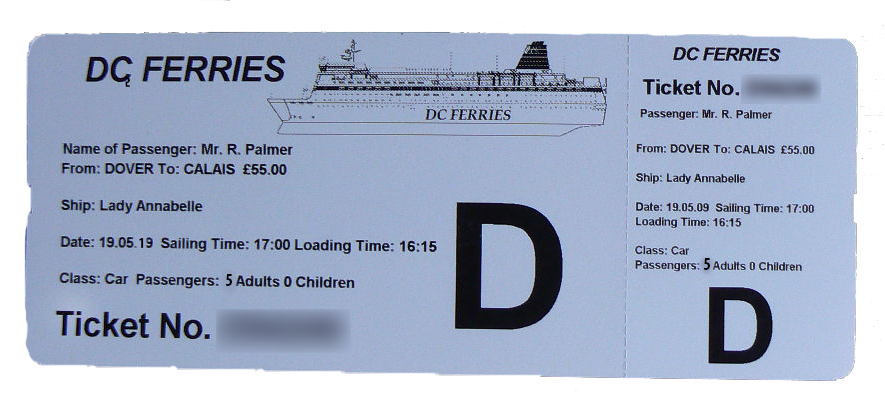 DC FERRIES
DC FERRIES
Name of Passenger: Mr. R. Palmer
From: DOVER To: CALAIS £55.00
Ship: Lady Annabelle
Date: 19.05.19 Sailing Time: 17:00 Loading Time: 16:15
Class: Car Passengers: 5 Adults 0 Children
Ticket No.
D
DC FERRIES
Ticket No.
Passenger: Mr. R. Palmer
From: DOVER To: CALAIS £55.00
Ship: Lady Annabelle
Date: 19.05.09 Sailing Time: 17:00
Loading Time: 16:15
Class: Car
Passengers: 5 Adults 0 Children
D